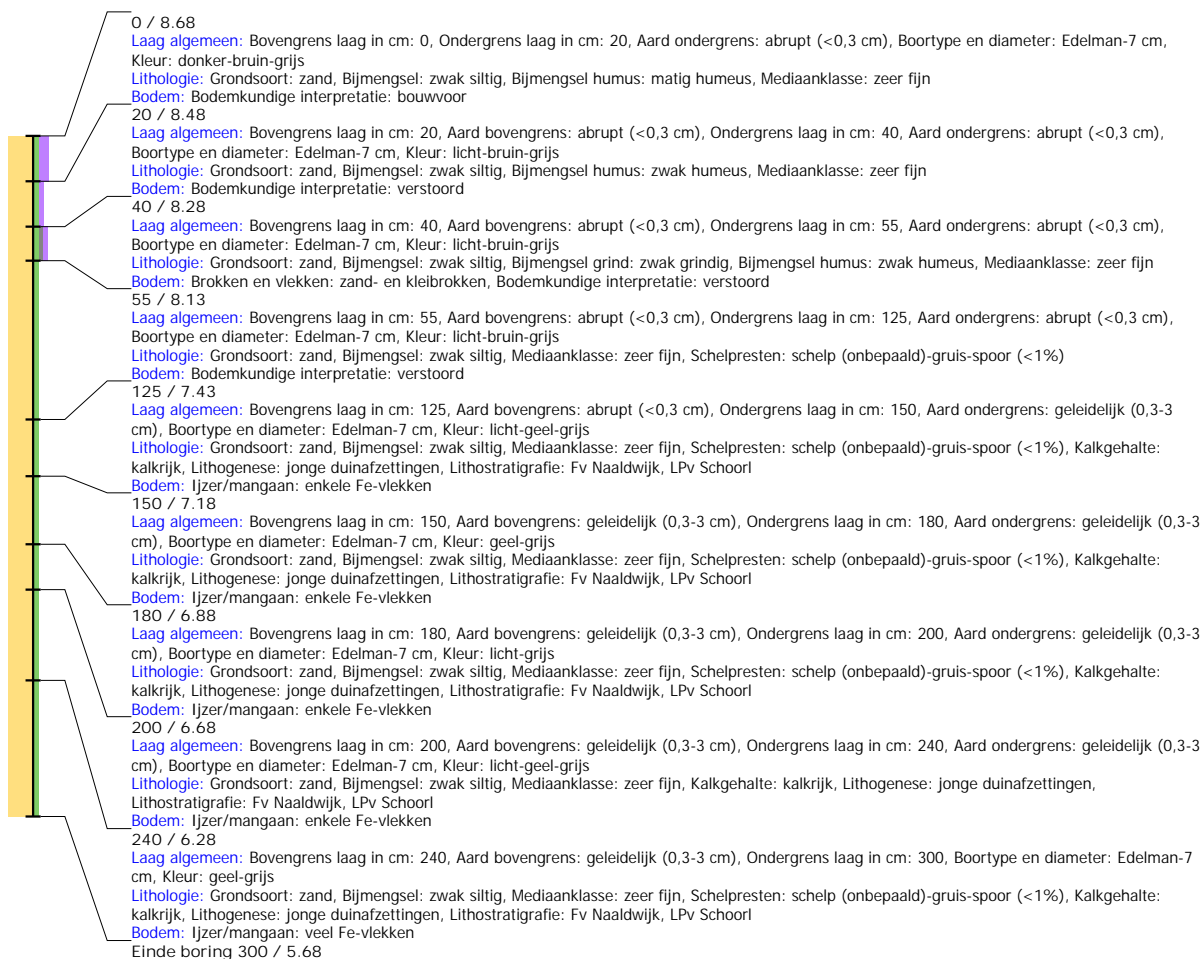 0 / 8.68
Laag algemeen: Bovengrens laag in cm: 0, Ondergrens laag in cm: 20, Aard ondergrens: abrupt (<0,3 cm), Boortype en diameter: Edelman-7 cm,
Kleur: donker-bruin-grijs
Lithologie: Grondsoort: zand, Bijmengsel: zwak siltig, Bijmengsel humus: matig humeus, Mediaanklasse: zeer fijn
Bodem: Bodemkundige interpretatie: bouwvoor
20 / 8.48
Laag algemeen: Bovengrens laag in cm: 20, Aard bovengrens: abrupt (<0,3 cm), Ondergrens laag in cm: 40, Aard ondergrens: abrupt (<0,3 cm),
Boortype en diameter: Edelman-7 cm, Kleur: licht-bruin-grijs
Lithologie: Grondsoort: zand, Bijmengsel: zwak siltig, Bijmengsel humus: zwak humeus, Mediaanklasse: zeer fijn
Bodem: Bodemkundige interpretatie: verstoord
40 / 8.28
Laag algemeen: Bovengrens laag in cm: 40, Aard bovengrens: abrupt (<0,3 cm), Ondergrens laag in cm: 55, Aard ondergrens: abrupt (<0,3 cm),
Boortype en diameter: Edelman-7 cm, Kleur: licht-bruin-grijs
Lithologie: Grondsoort: zand, Bijmengsel: zwak siltig, Bijmengsel grind: zwak grindig, Bijmengsel humus: zwak humeus, Mediaanklasse: zeer fijn
Bodem: Brokken en vlekken: zand- en kleibrokken, Bodemkundige interpretatie: verstoord
55 / 8.13
Laag algemeen: Bovengrens laag in cm: 55, Aard bovengrens: abrupt (<0,3 cm), Ondergrens laag in cm: 125, Aard ondergrens: abrupt (<0,3 cm),
Boortype en diameter: Edelman-7 cm, Kleur: licht-bruin-grijs
Lithologie: Grondsoort: zand, Bijmengsel: zwak siltig, Mediaanklasse: zeer fijn, Schelpresten: schelp (onbepaald)-gruis-spoor (<1%)
Bodem: Bodemkundige interpretatie: verstoord
125 / 7.43
Laag algemeen: Bovengrens laag in cm: 125, Aard bovengrens: abrupt (<0,3 cm), Ondergrens laag in cm: 150, Aard ondergrens: geleidelijk (0,3-3
cm), Boortype en diameter: Edelman-7 cm, Kleur: licht-geel-grijs
Lithologie: Grondsoort: zand, Bijmengsel: zwak siltig, Mediaanklasse: zeer fijn, Schelpresten: schelp (onbepaald)-gruis-spoor (<1%), Kalkgehalte:
kalkrijk, Lithogenese: jonge duinafzettingen, Lithostratigrafie: Fv Naaldwijk, LPv Schoorl
Bodem: Ijzer/mangaan: enkele Fe-vlekken
150 / 7.18
Laag algemeen: Bovengrens laag in cm: 150, Aard bovengrens: geleidelijk (0,3-3 cm), Ondergrens laag in cm: 180, Aard ondergrens: geleidelijk (0,3-3
cm), Boortype en diameter: Edelman-7 cm, Kleur: geel-grijs
Lithologie: Grondsoort: zand, Bijmengsel: zwak siltig, Mediaanklasse: zeer fijn, Schelpresten: schelp (onbepaald)-gruis-spoor (<1%), Kalkgehalte:
kalkrijk, Lithogenese: jonge duinafzettingen, Lithostratigrafie: Fv Naaldwijk, LPv Schoorl
Bodem: Ijzer/mangaan: enkele Fe-vlekken
180 / 6.88
Laag algemeen: Bovengrens laag in cm: 180, Aard bovengrens: geleidelijk (0,3-3 cm), Ondergrens laag in cm: 200, Aard ondergrens: geleidelijk (0,3-3
cm), Boortype en diameter: Edelman-7 cm, Kleur: licht-grijs
Lithologie: Grondsoort: zand, Bijmengsel: zwak siltig, Mediaanklasse: zeer fijn, Schelpresten: schelp (onbepaald)-gruis-spoor (<1%), Kalkgehalte:
kalkrijk, Lithogenese: jonge duinafzettingen, Lithostratigrafie: Fv Naaldwijk, LPv Schoorl
Bodem: Ijzer/mangaan: enkele Fe-vlekken
200 / 6.68
Laag algemeen: Bovengrens laag in cm: 200, Aard bovengrens: geleidelijk (0,3-3 cm), Ondergrens laag in cm: 240, Aard ondergrens: geleidelijk (0,3-3
cm), Boortype en diameter: Edelman-7 cm, Kleur: licht-geel-grijs
Lithologie: Grondsoort: zand, Bijmengsel: zwak siltig, Mediaanklasse: zeer fijn, Kalkgehalte: kalkrijk, Lithogenese: jonge duinafzettingen,
Lithostratigrafie: Fv Naaldwijk, LPv Schoorl
Bodem: Ijzer/mangaan: enkele Fe-vlekken
240 / 6.28
Laag algemeen: Bovengrens laag in cm: 240, Aard bovengrens: geleidelijk (0,3-3 cm), Ondergrens laag in cm: 300, Boortype en diameter: Edelman-7
cm, Kleur: geel-grijs
Lithologie: Grondsoort: zand, Bijmengsel: zwak siltig, Mediaanklasse: zeer fijn, Schelpresten: schelp (onbepaald)-gruis-spoor (<1%), Kalkgehalte:
kalkrijk, Lithogenese: jonge duinafzettingen, Lithostratigrafie: Fv Naaldwijk, LPv Schoorl
Bodem: Ijzer/mangaan: veel Fe-vlekken
Einde boring 300 / 5.68